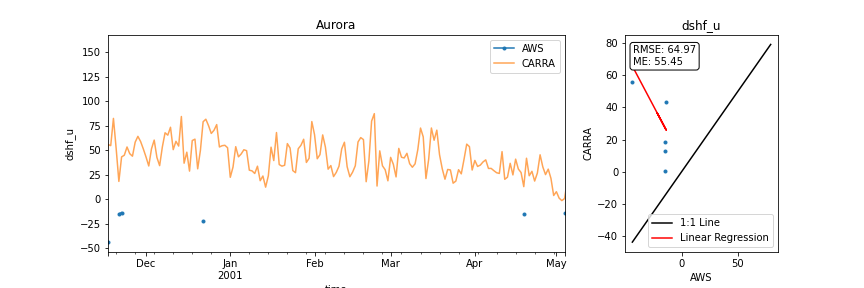 Aurora
dshf_u
150
125
100
75
50
25
0
−25
−50
AWS
CARRA
Dec
Jan
2001
Feb
Mar
Apr
May
dshf_u
RMSE: 64.97
ME: 55.45
CARRA
80
60
40
20
0
−20
−40
1:1 Line
Linear Regression
0
50
AWS